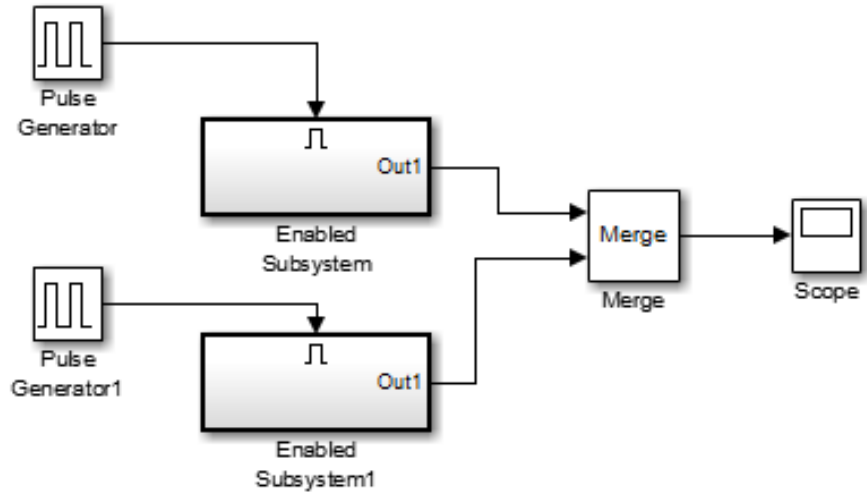 Pulse
Generator
Out1
Enabled
Subsystem
Merge
Merge
Scope
Pulse
Generator1
Out1
Enabled
Subsystem1